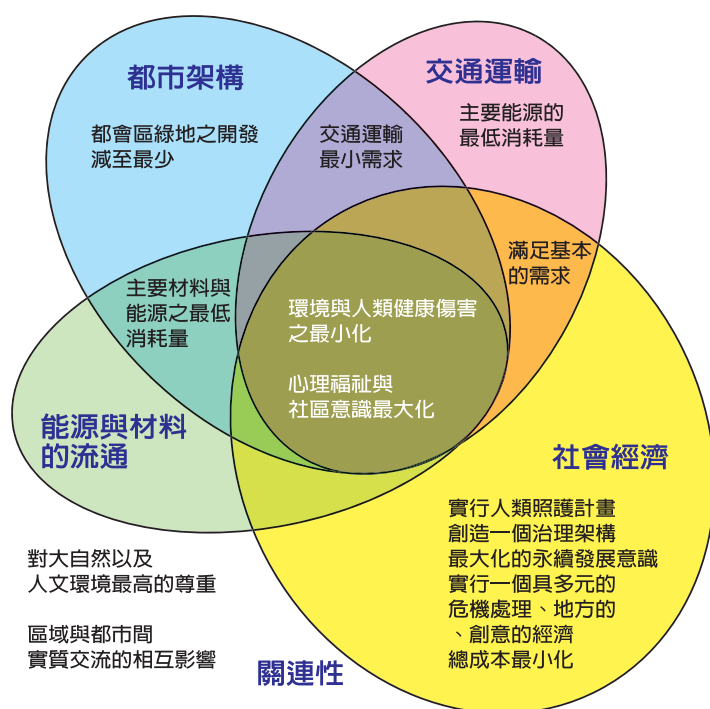 都市架構
都會區綠地之開發
減至最少
交通運輸
最小需求
交通運輸
主要能源的
最低消耗量
滿足基本
的需求
主要材料與
能源之最低
消耗量
環境與人類健康傷害
之最小化
心理福祉與
社區意識最大化
能源與材料
的流通
社會經濟
實行人類照護計畫
創造一個治理架構
最大化的永續發展意識
實行一個具多元的
危機處理、地方的
、創意的經濟
總成本最小化
對大自然以及
人文環境最高的尊重
區域與都市間
實質交流的相互影響
關連性